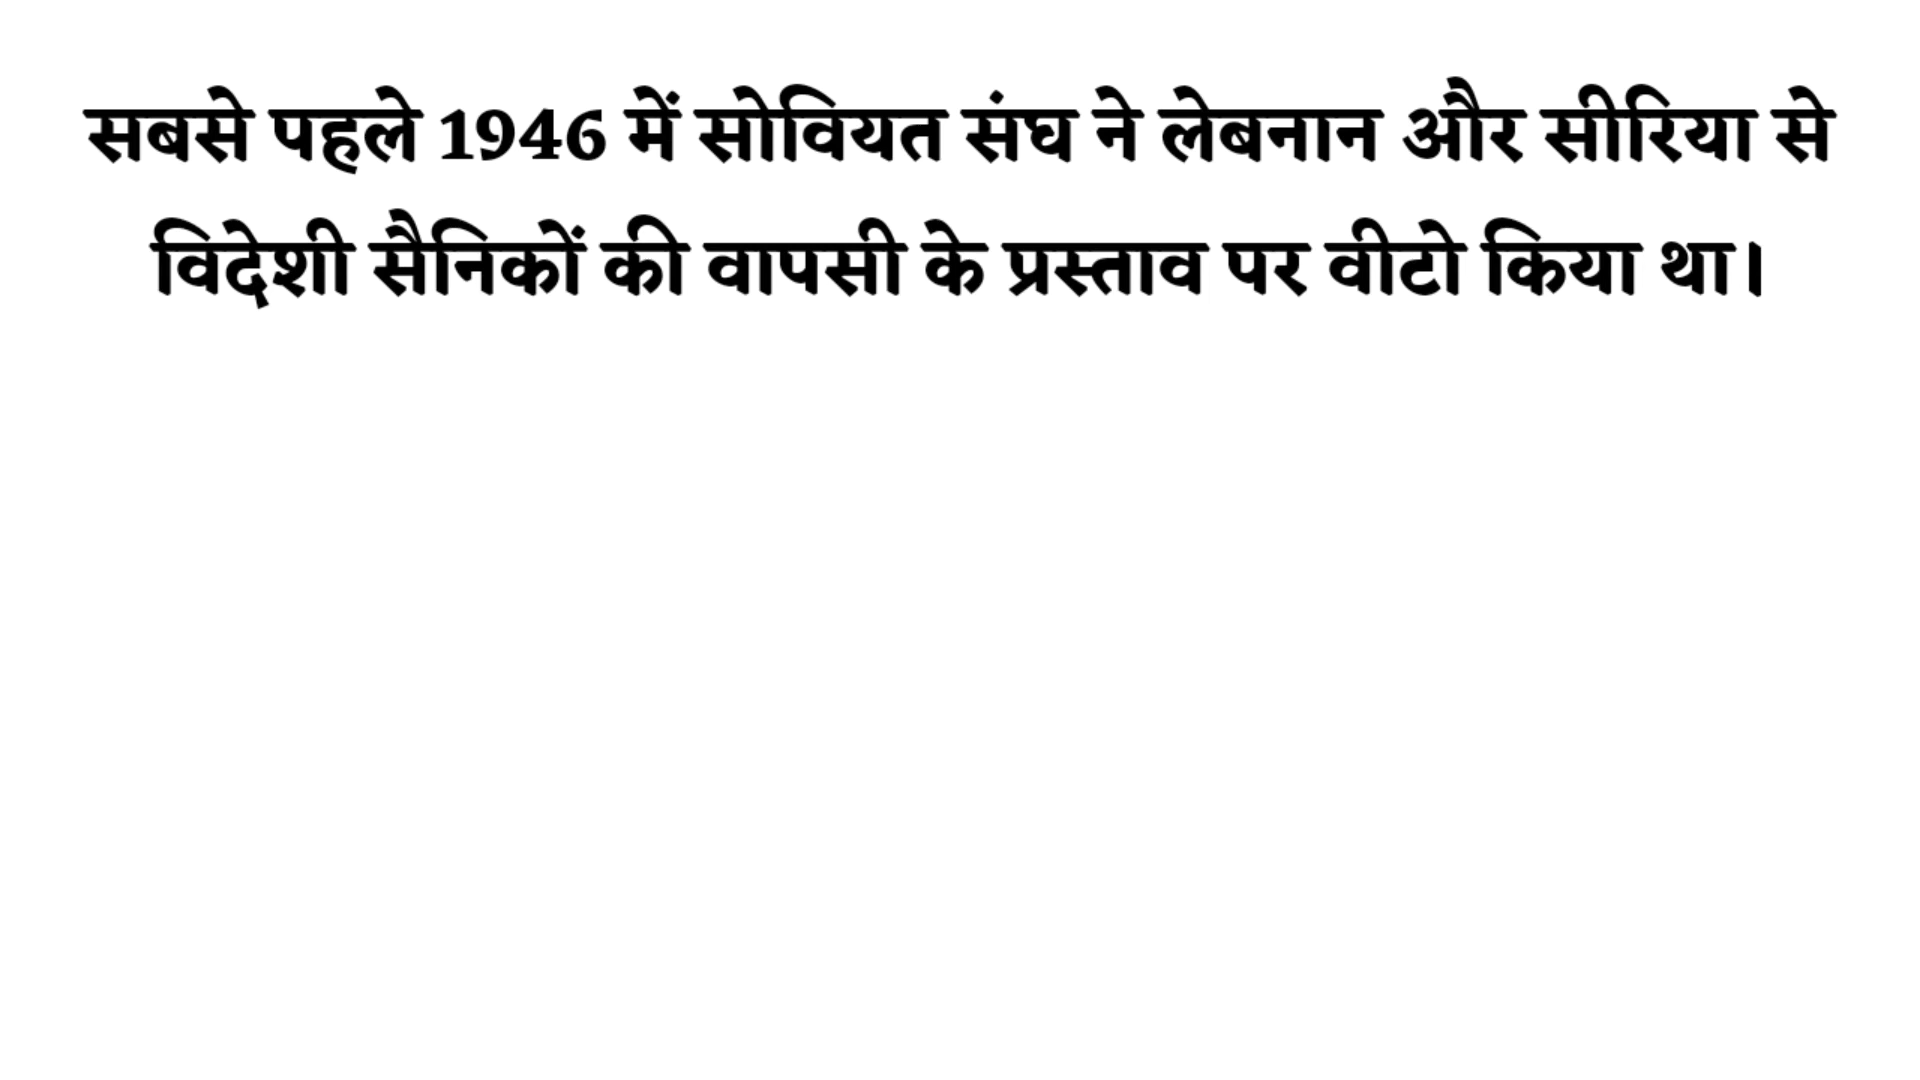 सबसे पहले 1946 में सोवियत संघ ने लेबनान और सीरिया से
विदेशी सैनिकों की वापसी के प्रस्ताव पर वीटो किया था।